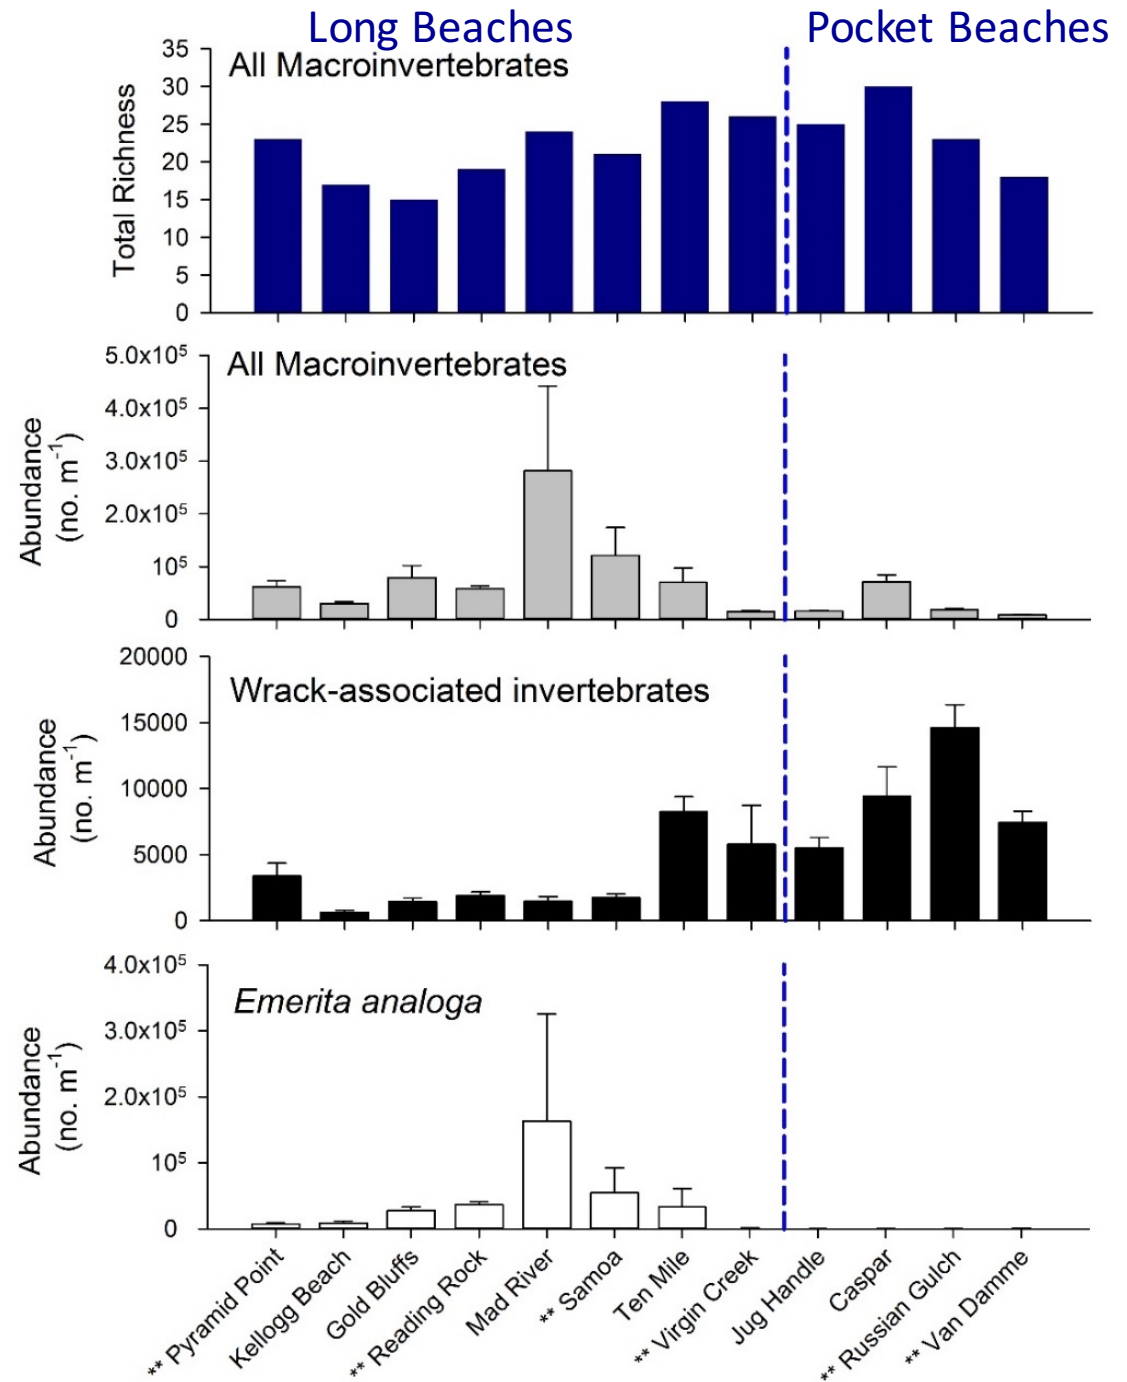 Long Beaches
Pocket Beaches
All Macroinvertebrates
Total Richness
35
30
25
20
15
10
5
0
All Macroinvertebrates
Abundance
(no. m⁻¹)
5.0x10⁵
4.0x10⁵
3.0x10⁵
2.0x10⁵
10⁵
0
Wrack-associated invertebrates
Abundance
(no. m⁻¹)
20000
15000
10000
5000
0
Emerita analoga
Abundance
(no. m⁻¹)
4.0x10⁵
3.0x10⁵
2.0x10⁵
10⁵
0
** Pyramid Point
Kellogg Beach
Gold Bluffs
** Reading Rock
Mad River
** Samoa
Ten Mile
** Virgin Creek
Jug Handle
Caspar
** Russian Gulch
** Van Damme